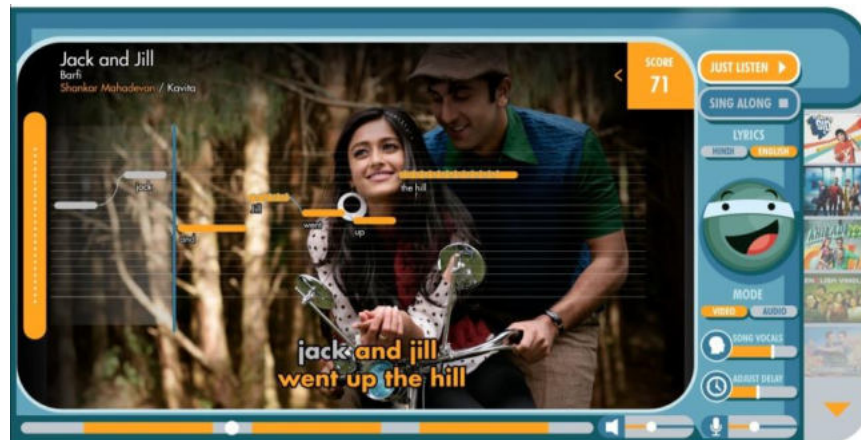 Jack and Jill
Barfi
Shankar Mahadevan / Kavita
SCORE
71
JUST LISTEN
SING ALONG
LYRICS
HINDI ENGLISH
jack
and
Jill
went
up
the hill
MODE
VIDEO AUDIO
SONG VOCALS
ADJUST DELAY
jack and jill
went up the hill